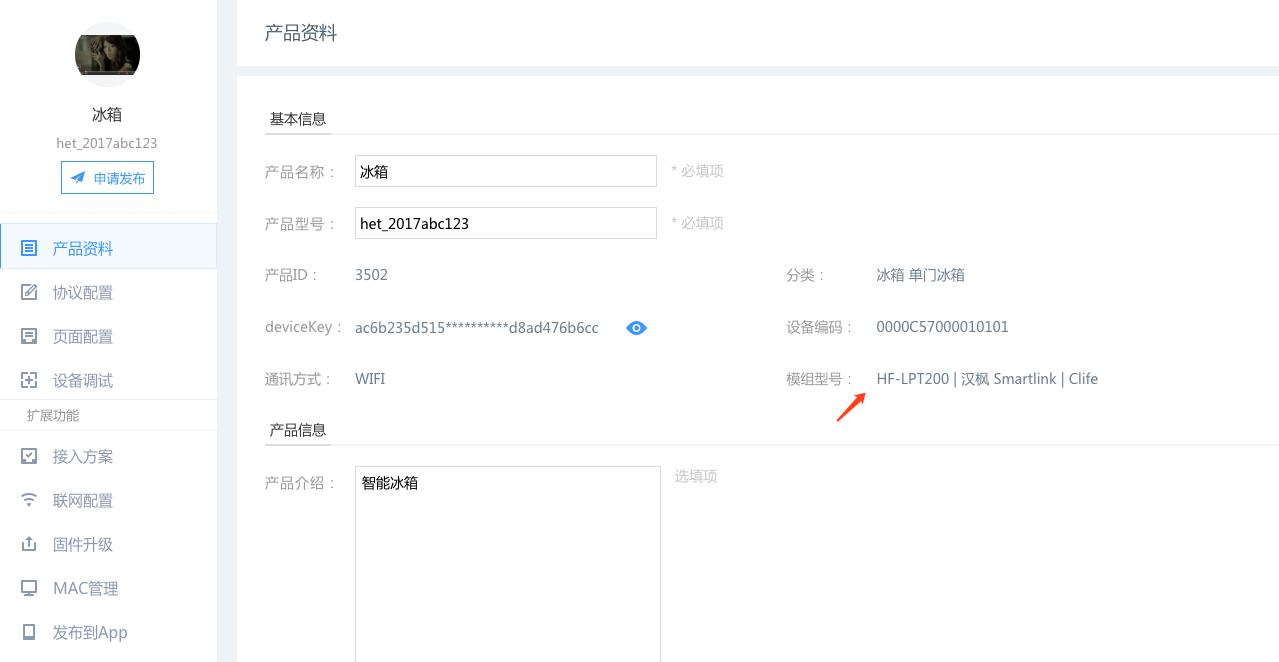 冰箱
het_2017abc123
申请发布
产品资料
协议配置
页面配置
设备调试
扩展功能
接入方案
联网配置
固件升级
MAC管理
发布到App
产品资料
基本信息
产品名称： 冰箱 * 必填项
产品型号： het_2017abc123 * 必填项
产品ID： 3502 分类： 冰箱 单门冰箱
deviceKey： ac6b235d515**********d8ad476b6cc 设备编码： 0000C57000010101
通讯方式： WIFI 模组型号： HF-LPT200 | 汉枫 Smartlink | Clife
产品信息
产品介绍： 智能冰箱 选填项